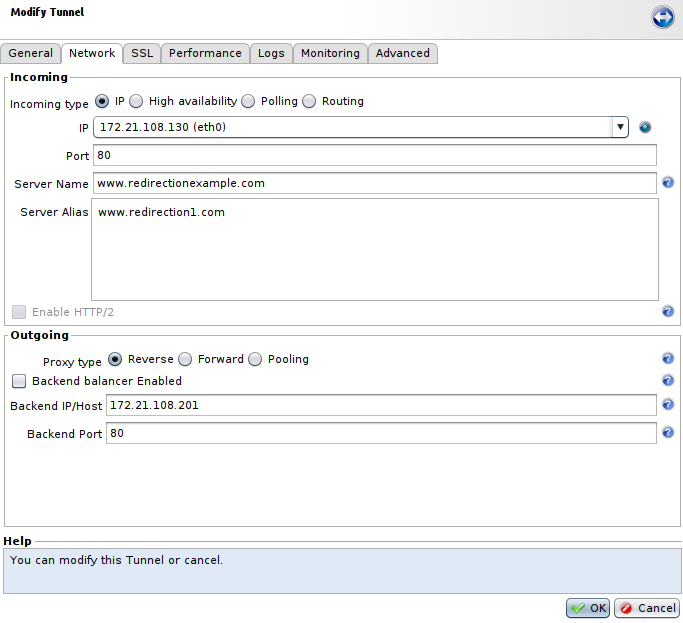 Modify Tunnel
General Network SSL Performance Logs Monitoring Advanced
Incoming
Incoming type IP High availability Polling Routing
IP 172.21.108.130 (eth0)
Port 80
Server Name www.redirectionexample.com
Server Alias www.redirection1.com
Enable HTTP/2
Outgoing
Proxy type Reverse Forward Pooling
Backend balancer Enabled
Backend IP/Host 172.21.108.201
Backend Port 80
Help
You can modify this Tunnel or cancel.
OK Cancel